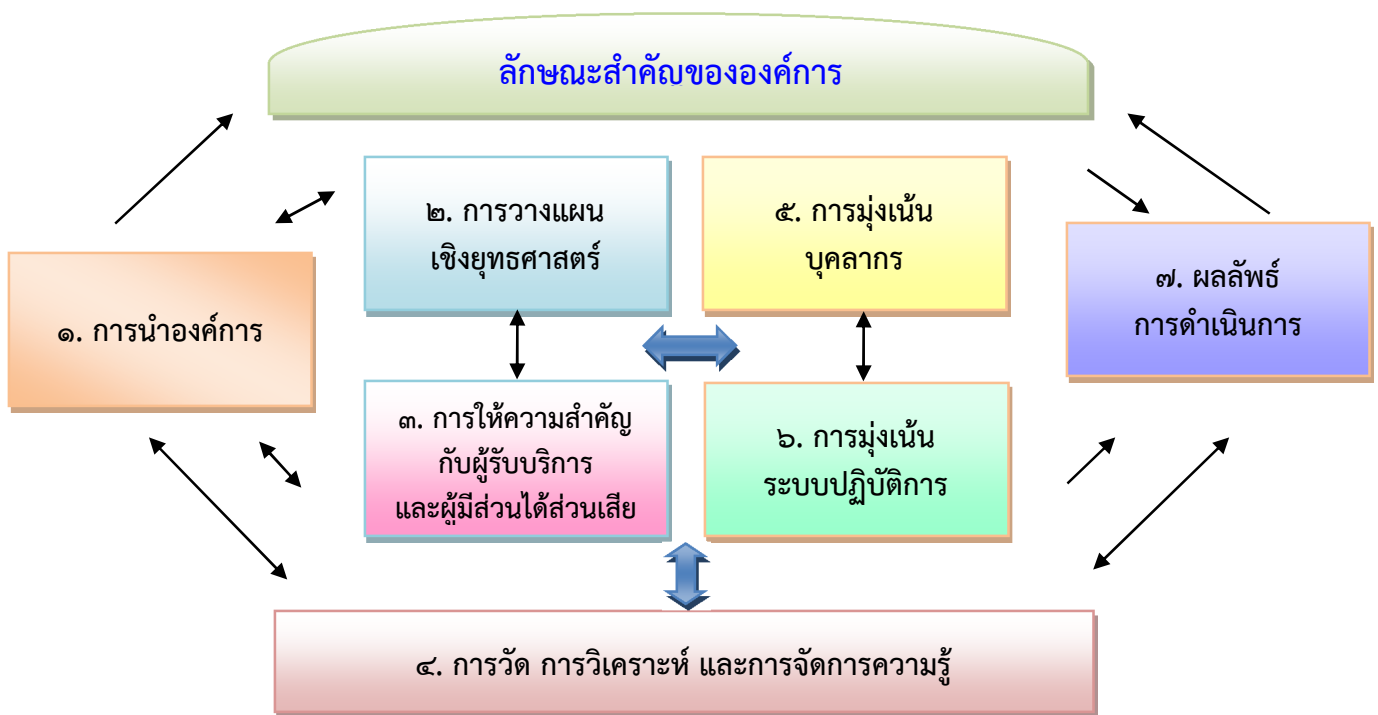 ลักษณะสำคัญขององค์การ
๑. การนำองค์การ
๒. การวางแผน
เชิงยุทธศาสตร์
๓. การให้ความสำคัญ
กับผู้รับบริการ
และผู้มีส่วนได้ส่วนเสีย
๕. การมุ่งเน้น
บุคลากร
๖. การมุ่งเน้น
ระบบปฏิบัติการ
๗. ผลลัพธ์
การดำเนินการ
๔. การวัด การวิเคราะห์ และการจัดการความรู้